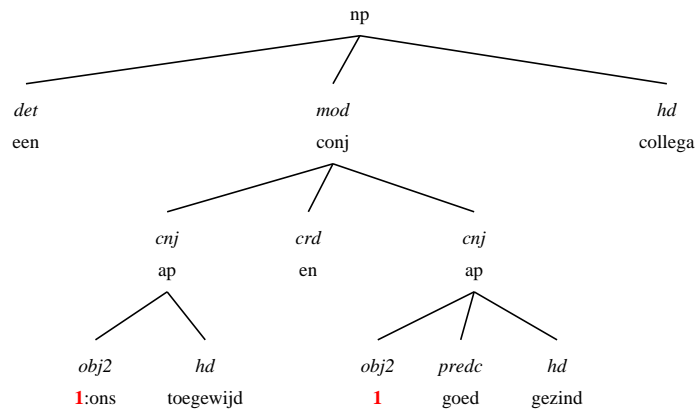 np
det mod hd
een conj collega
cnj crd cnj
ap en ap
obj2 hd obj2 predc hd
1:ons toegewijd 1 goed gezind